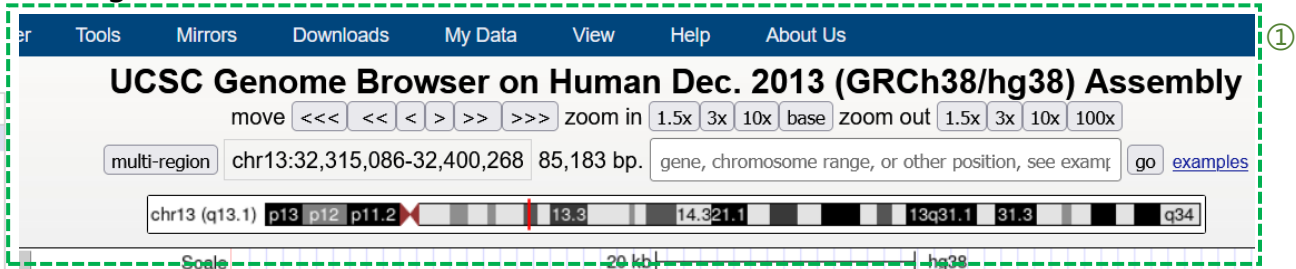 er Tools Mirrors Downloads My Data View Help About Us
①
UCSC Genome Browser on Human Dec. 2013 (GRCh38/hg38) Assembly
move <<< << < > >> >>> zoom in 1.5x 3x 10x base zoom out 1.5x 3x 10x 100x
multi-region chr13:32,315,086-32,400,268 85,183 bp. gene, chromosome range, or other position, see examp go examples
chr13 (q13.1) p13 p12 p11.2 13.3 14.3 21.1 13q31.1 31.3 q34
Scale 20 kb hg38